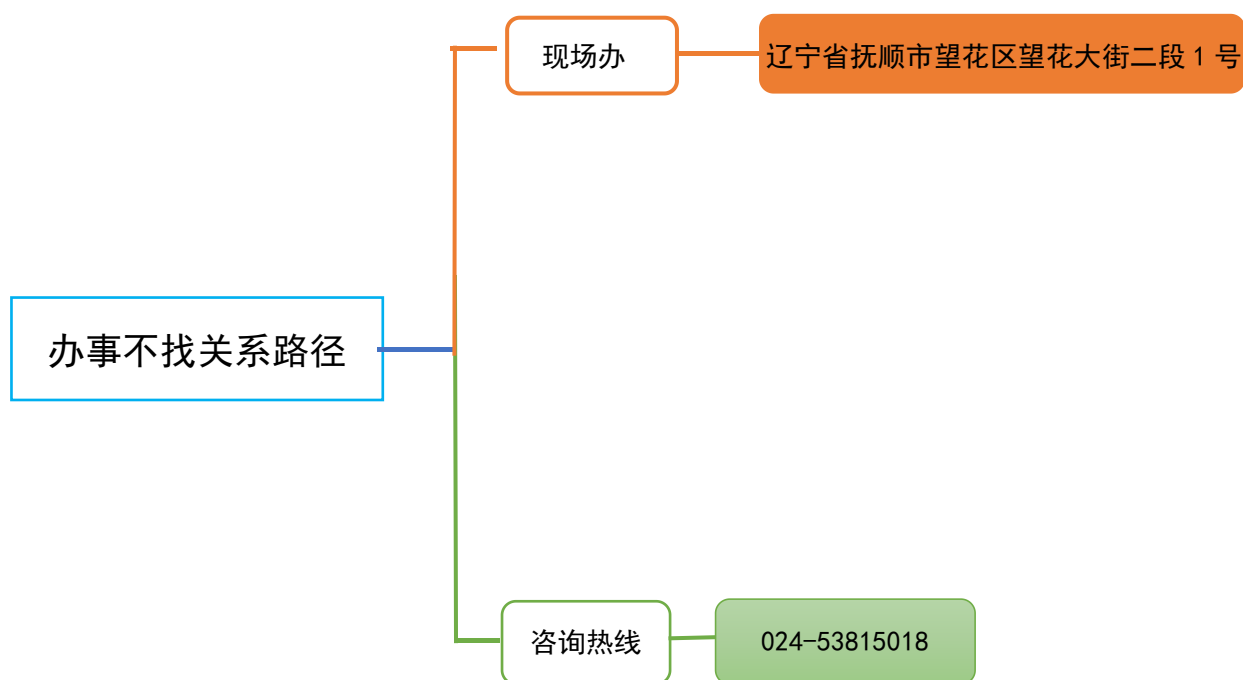 现场办
辽宁省抚顺市望花区望花大街二段 1 号
办事不找关系路径
咨询热线
024-53815018